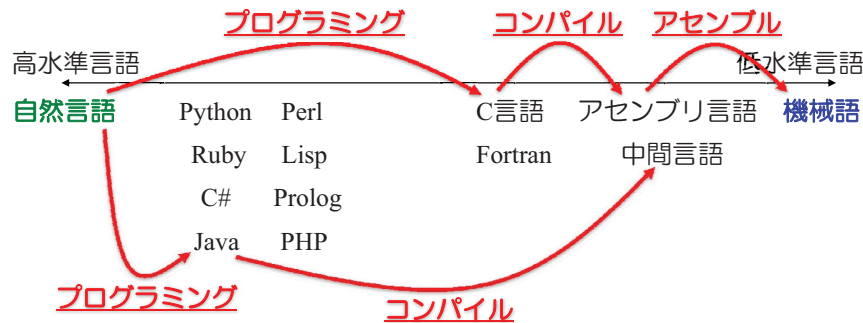 プログラミング コンパイル アセンブル
高水準言語 低水準言語
自然言語 Python Perl C言語 アセンブリ言語 機械語
Ruby Lisp Fortran 中間言語
C# Prolog
Java PHP
プログラミング コンパイル